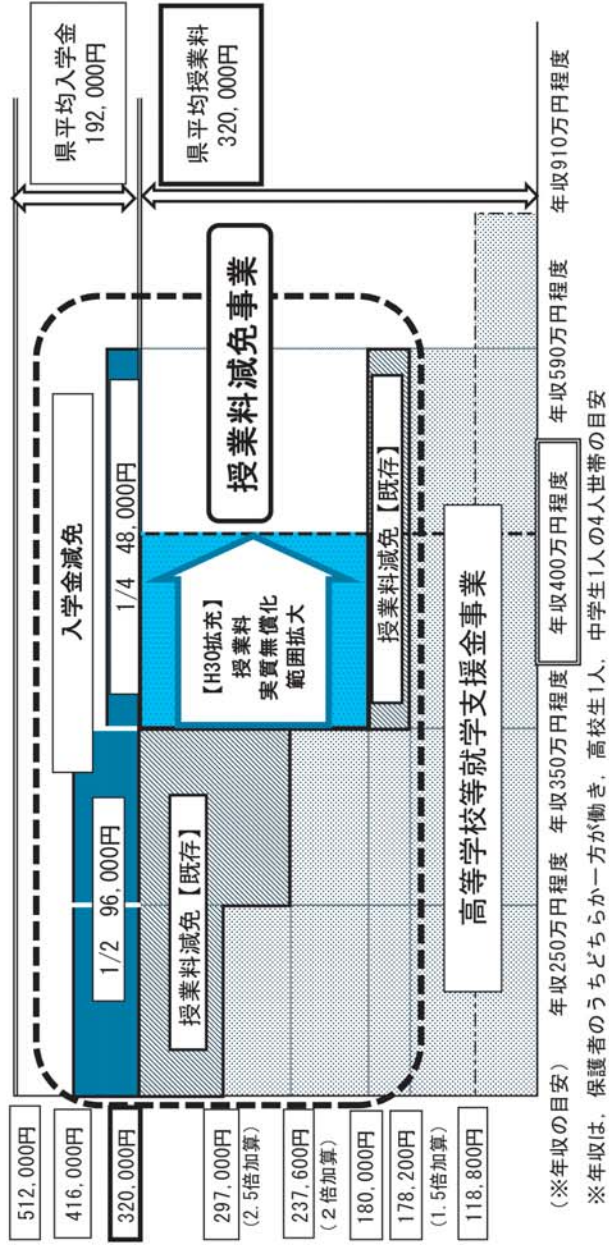 512,000円
416,000円
320,000円
297,000円
(2.5倍加算)
237,600円
(2倍加算)
180,000円
178,200円
(1.5倍加算)
118,800円
入学金減免
1/2 96,000円
1/4 48,000円
授業料減免【既存】
【H30拡充】
授業料
実質無償化
範囲拡大
授業料減免事業
授業料減免【既存】
高等学校等就学支援金事業
県平均入学金
192,000円
県平均授業料
320,000円
(※年収の目安)
年収250万円程度
年収350万円程度
年収400万円程度
年収590万円程度
年収910万円程度
※年収は,保護者のうちどちらか一方が働き,高校生1人,中学生1人の4人世帯の目安